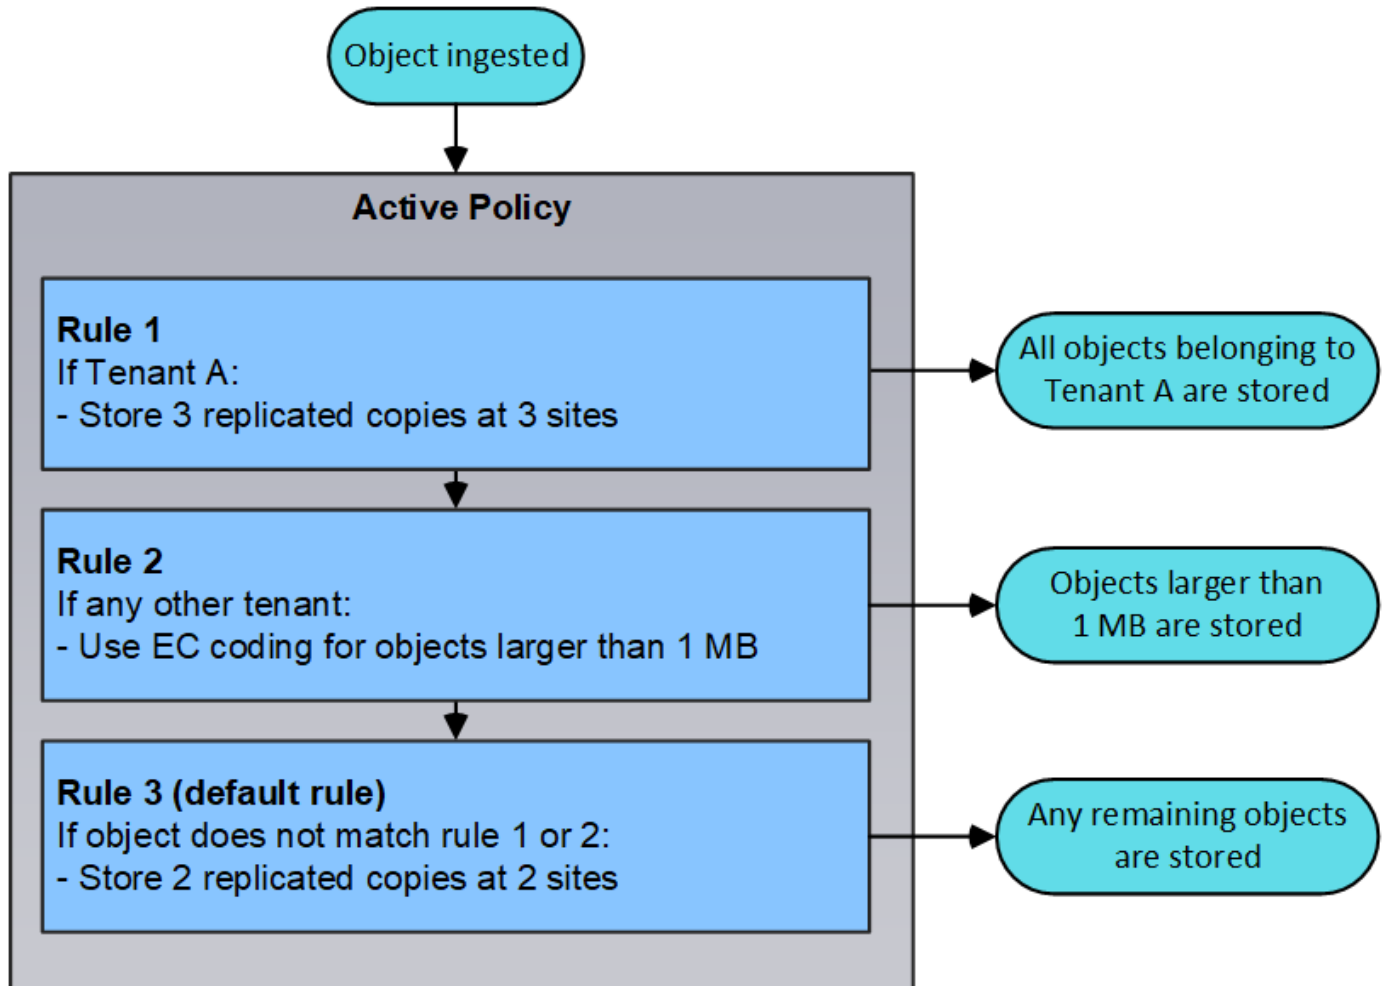 Object ingested
Active Policy
Rule 1
If Tenant A:
- Store 3 replicated copies at 3 sites
All objects belonging to
Tenant A are stored
Rule 2
If any other tenant:
- Use EC coding for objects larger than 1 MB
Objects larger than
1 MB are stored
Rule 3 (default rule)
If object does not match rule 1 or 2:
- Store 2 replicated copies at 2 sites
Any remaining objects
are stored